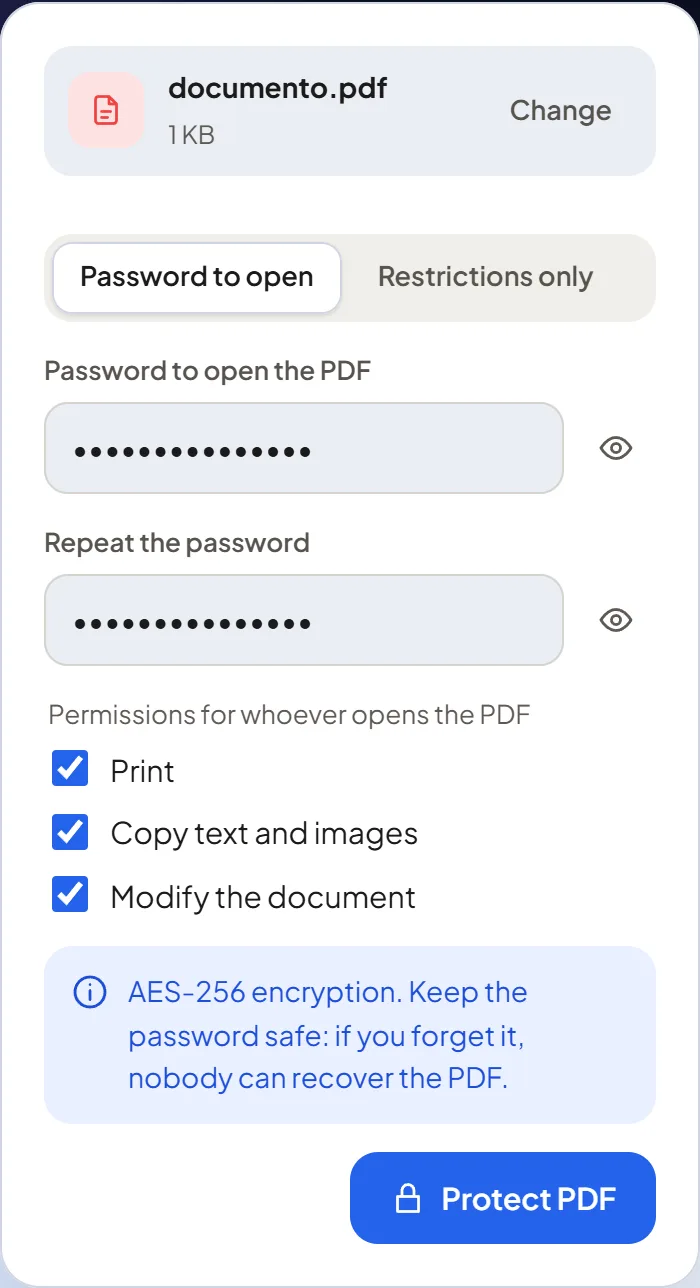 documento.pdf
1 KB
Change
Password to open
Restrictions only
Password to open the PDF
•••••••••••••••
Repeat the password
•••••••••••••••
Permissions for whoever opens the PDF
Print
Copy text and images
Modify the document
AES-256 encryption. Keep the
password safe: if you forget it,
nobody can recover the PDF.
Protect PDF